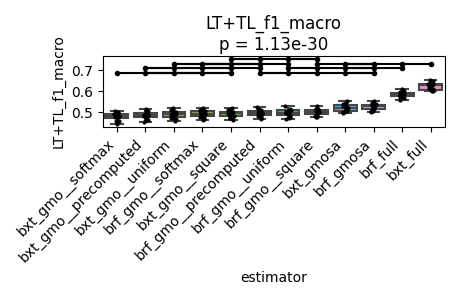 LT+TL_f1_macro
p = 1.13e-30
LT+TL_f1_macro
0.7
0.6
0.5
bxt_gmo__softmax
bxt_gmo__precomputed
bxt_gmo__uniform
brf_gmo__softmax
bxt_gmo__square
brf_gmo__precomputed
brf_gmo__uniform
brf_gmo__square
bxt_gmosa
brf_gmosa
brf_full
bxt_full
estimator